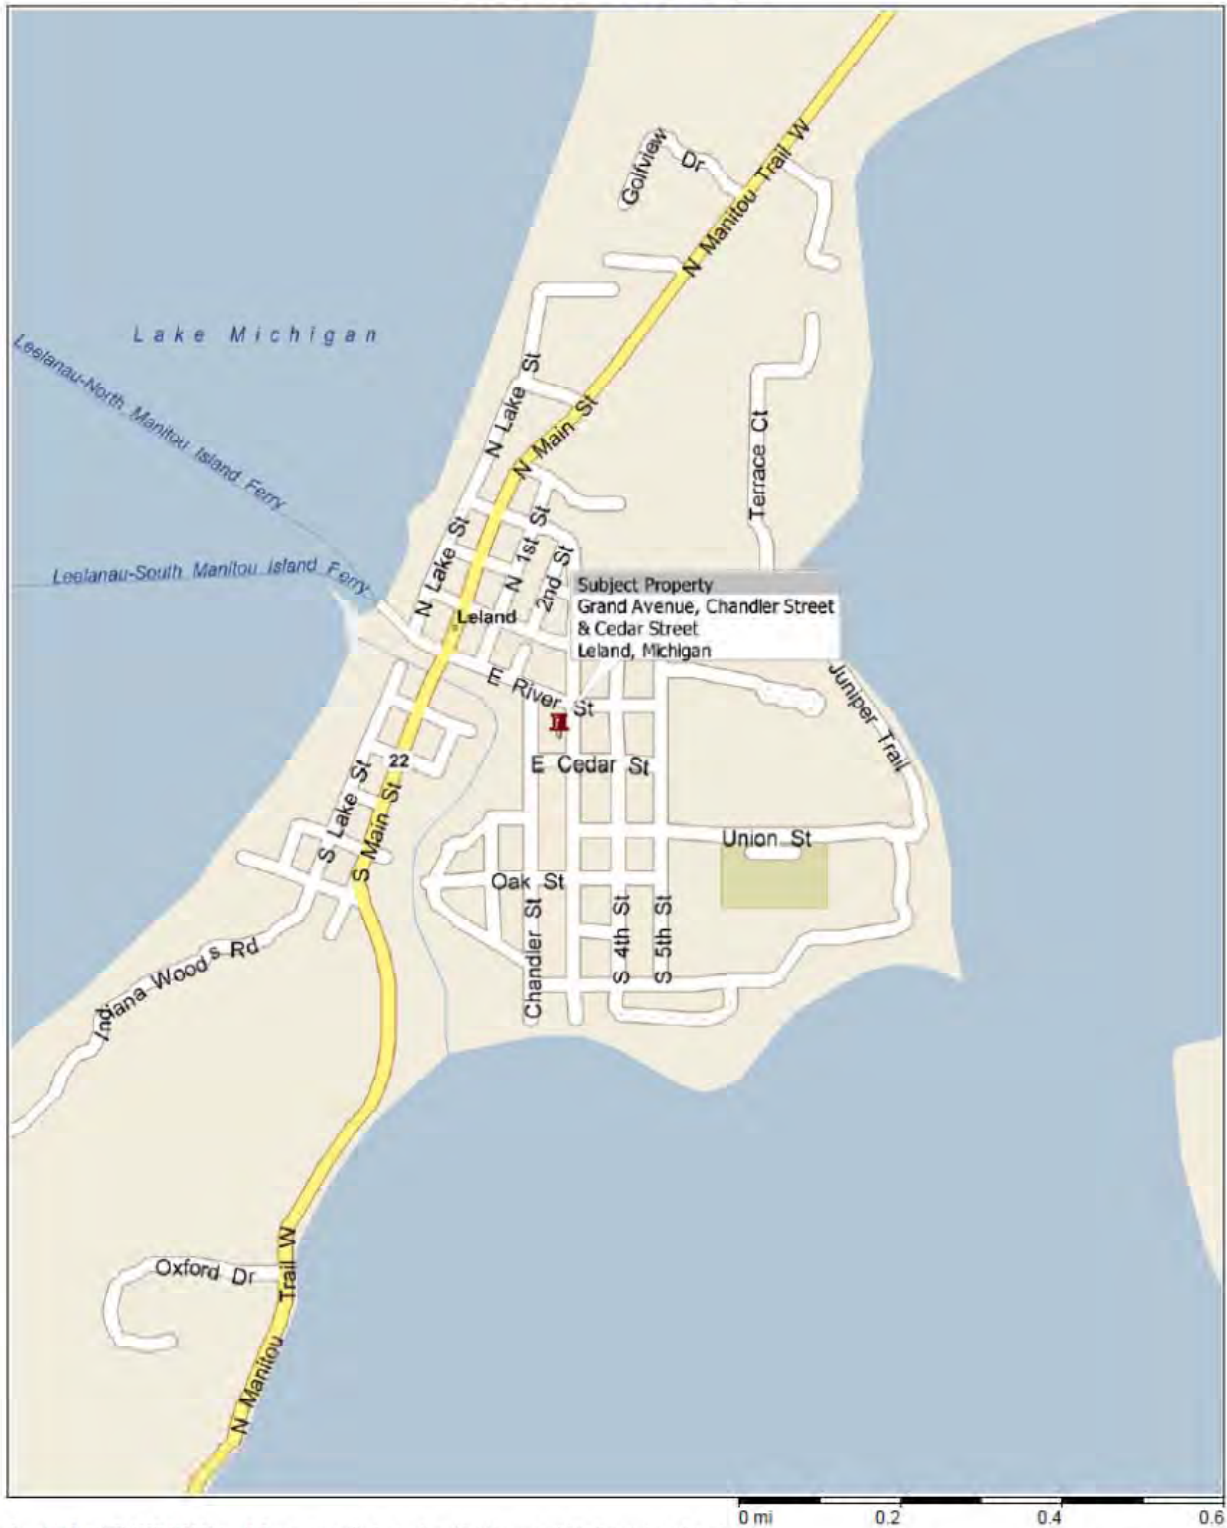 Golfview Dr
N Manitou Trail W
Lake Michigan
Leelanau-North Manitou Island Ferry
N Lake St
N Main St
Terrace Ct
Leelanau-South Manitou Island Ferry
N Lake St
N 1st St
2nd St
Leland
Subject Property
Grand Avenue, Chandler Street
& Cedar Street
Leland, Michigan
E River St
Juniper Trail
22
E Cedar St
S Lake St
S Main St
Union St
Oak St
Chandler St
S 4th St
S 5th St
Indiana Woods Rd
Oxford Dr
N Manitou Trail W
0 mi 0.2 0.4 0.6